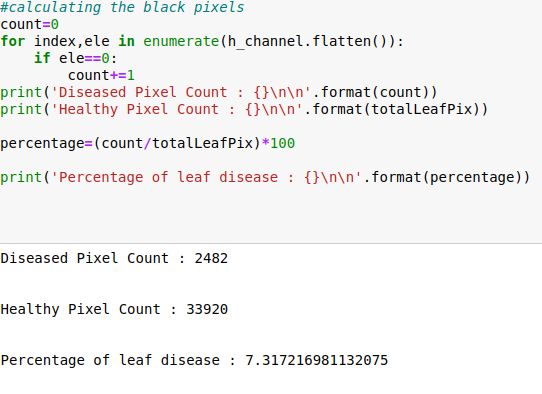 #calculating the black pixels
count=0
for index,ele in enumerate(h_channel.flatten()):
    if ele==0:
        count+=1
print('Diseased Pixel Count : {}\n\n'.format(count))
print('Healthy Pixel Count : {}\n\n'.format(totalLeafPix))
percentage=(count/totalLeafPix)*100
print('Percentage of leaf disease : {}\n\n'.format(percentage))
Diseased Pixel Count : 2482
Healthy Pixel Count : 33920
Percentage of leaf disease : 7.317216981132075